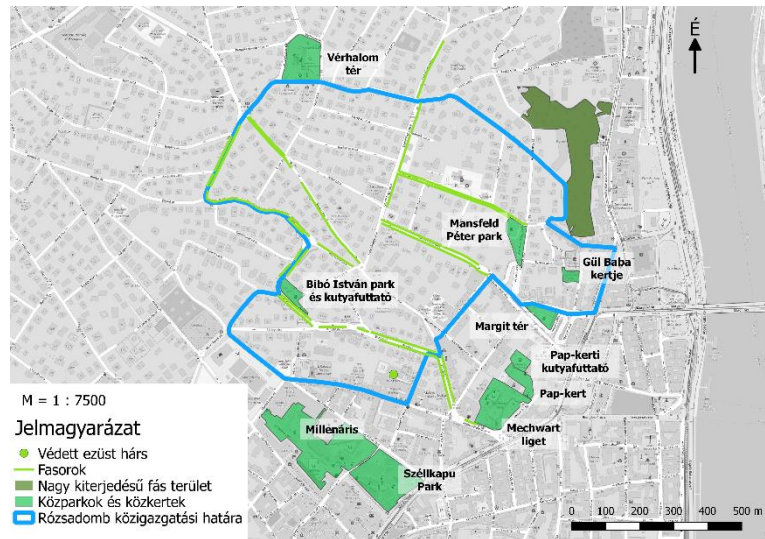 É
Vérhalom
tér
Mansfeld
Péter park
Gül Baba
kertje
Bibó István park
és kutyafuttató
Margit tér
Pap-kerti
kutyafuttató
Pap-kert
Mechwart
liget
Millenáris
Széllkapu
Park
M = 1 : 7500
Jelmagyarázat
Védett ezüst hárs
Fasorok
Nagy kiterjedésű fás terület
Közparkok és közkertek
Rózsadomb közigazgatási határa
0 100 200 300 400 500 m